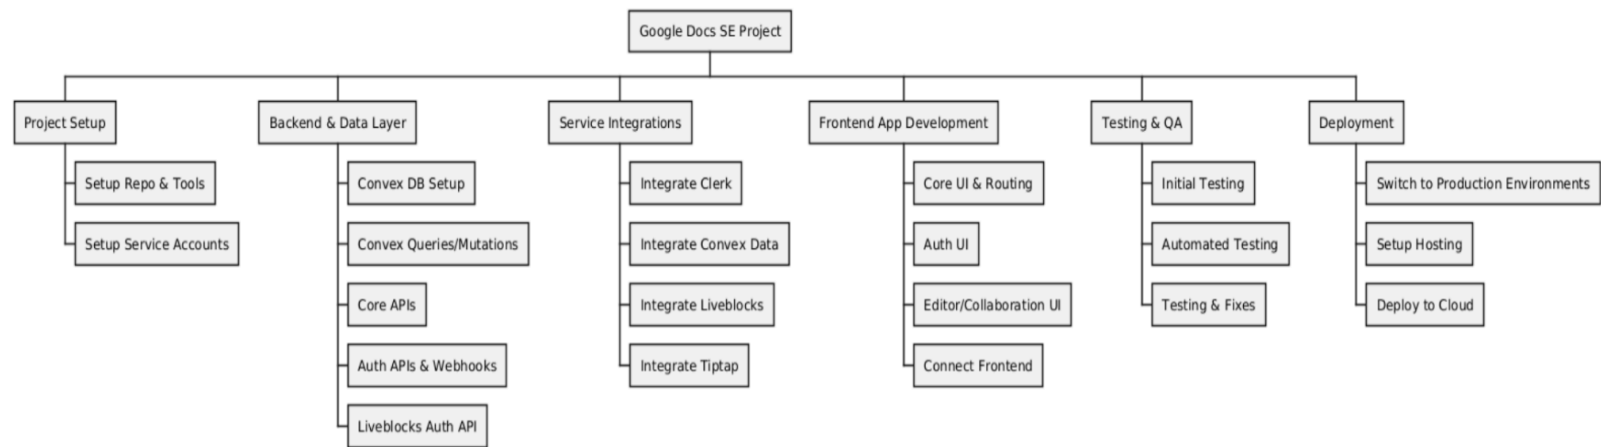 Google Docs SE Project
Project Setup
Setup Repo & Tools
Setup Service Accounts
Backend & Data Layer
Convex DB Setup
Convex Queries/Mutations
Core APIs
Auth APIs & Webhooks
Liveblocks Auth API
Service Integrations
Integrate Clerk
Integrate Convex Data
Integrate Liveblocks
Integrate Tiptap
Frontend App Development
Core UI & Routing
Auth UI
Editor/Collaboration UI
Connect Frontend
Testing & QA
Initial Testing
Automated Testing
Testing & Fixes
Deployment
Switch to Production Environments
Setup Hosting
Deploy to Cloud